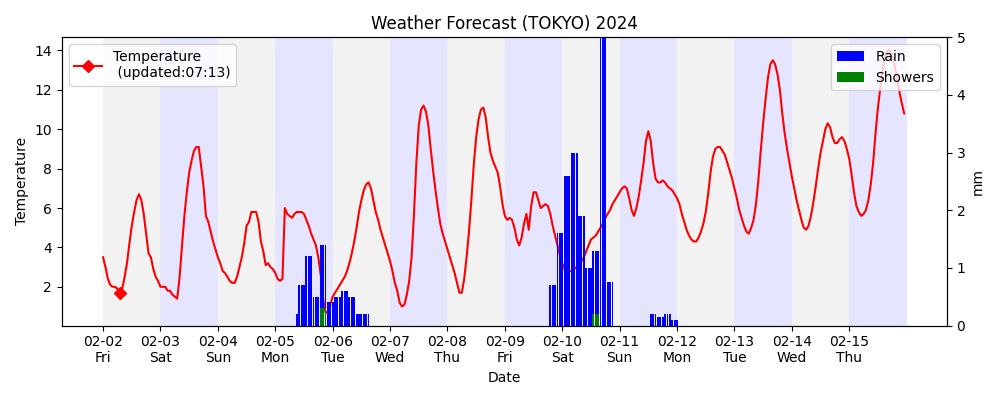 Weather Forecast (TOKYO) 2024
Temperature
(updated:07:13)
Rain
Showers
14
12
10
8
6
4
2
Temperature
5
4
3
2
1
0
mm
02-02 02-03 02-04 02-05 02-06 02-07 02-08 02-09 02-10 02-11 02-12 02-13 02-14 02-15
Fri Sat Sun Mon Tue Wed Thu Fri Sat Sun Mon Tue Wed Thu
Date